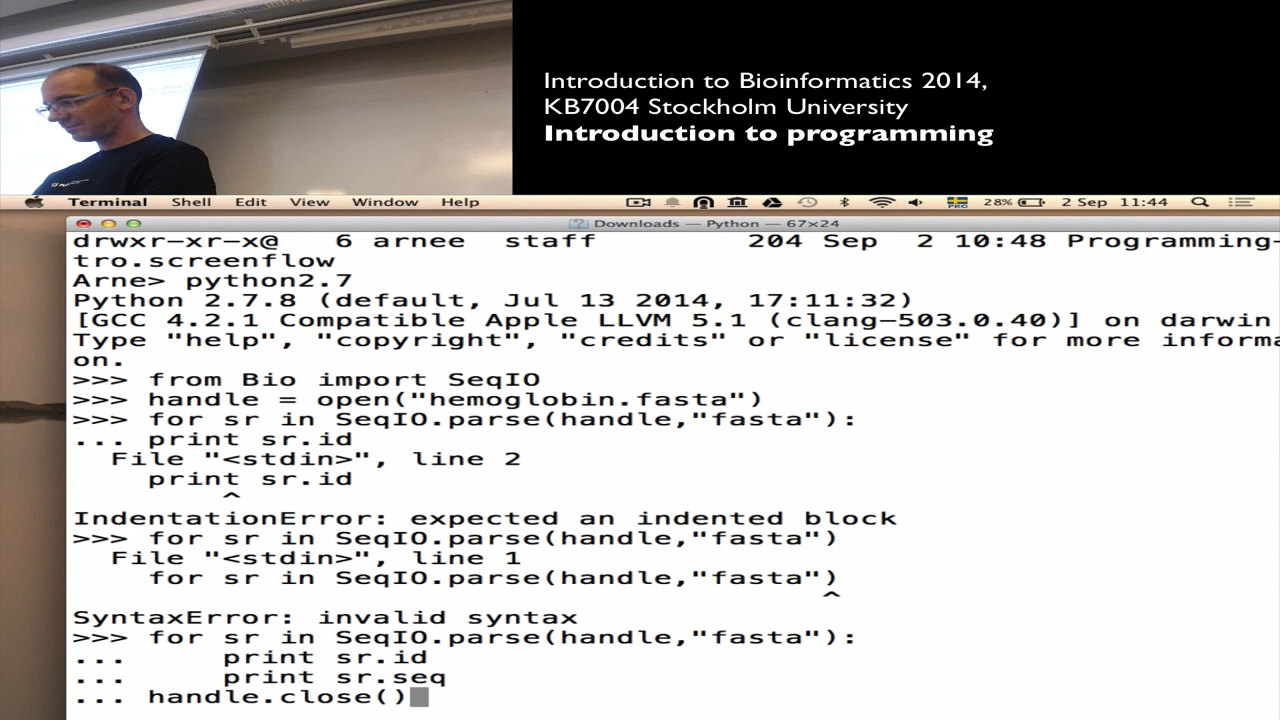 Introduction to Bioinformatics 2014,
KB7004 Stockholm University
Introduction to programming
Terminal Shell Edit View Window Help 28% 2 Sep 11:44
Downloads — Python — 67×24
drwxr-xr-x@ 6 arnee staff 204 Sep 2 10:48 Programming-
tro.screenflow
Arne> python2.7
Python 2.7.8 (default, Jul 13 2014, 17:11:32)
[GCC 4.2.1 Compatible Apple LLVM 5.1 (clang-503.0.40)] on darwin
Type "help", "copyright", "credits" or "license" for more informa
on.
>>> from Bio import SeqIO
>>> handle = open("hemoglobin.fasta")
>>> for sr in SeqIO.parse(handle,"fasta"):
... print sr.id
File "<stdin>", line 2
print sr.id
^
IndentationError: expected an indented block
>>> for sr in SeqIO.parse(handle,"fasta")
File "<stdin>", line 1
for sr in SeqIO.parse(handle,"fasta")
^
SyntaxError: invalid syntax
>>> for sr in SeqIO.parse(handle,"fasta"):
... print sr.id
... print sr.seq
... handle.close()